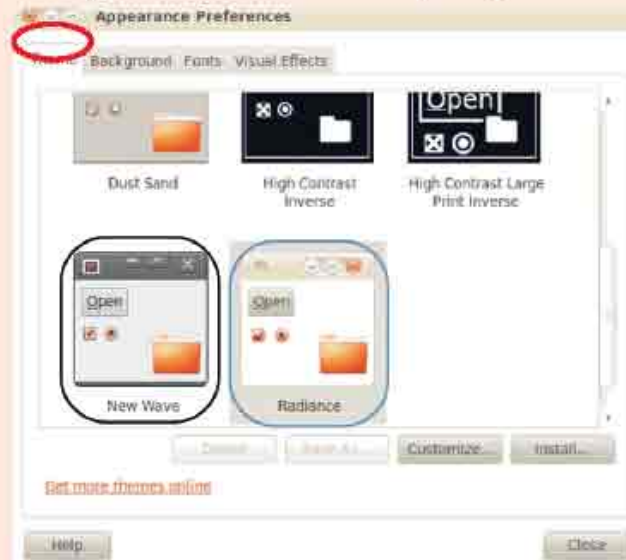 Appearance Preferences
Background Fonts Visual Effects
Open
Dust Sand
High Contrast
Inverse
High Contrast Large
Print Inverse
Open
Open
New Wave
Radiance
Customize...
Install...
Get more themes online
Help
Close